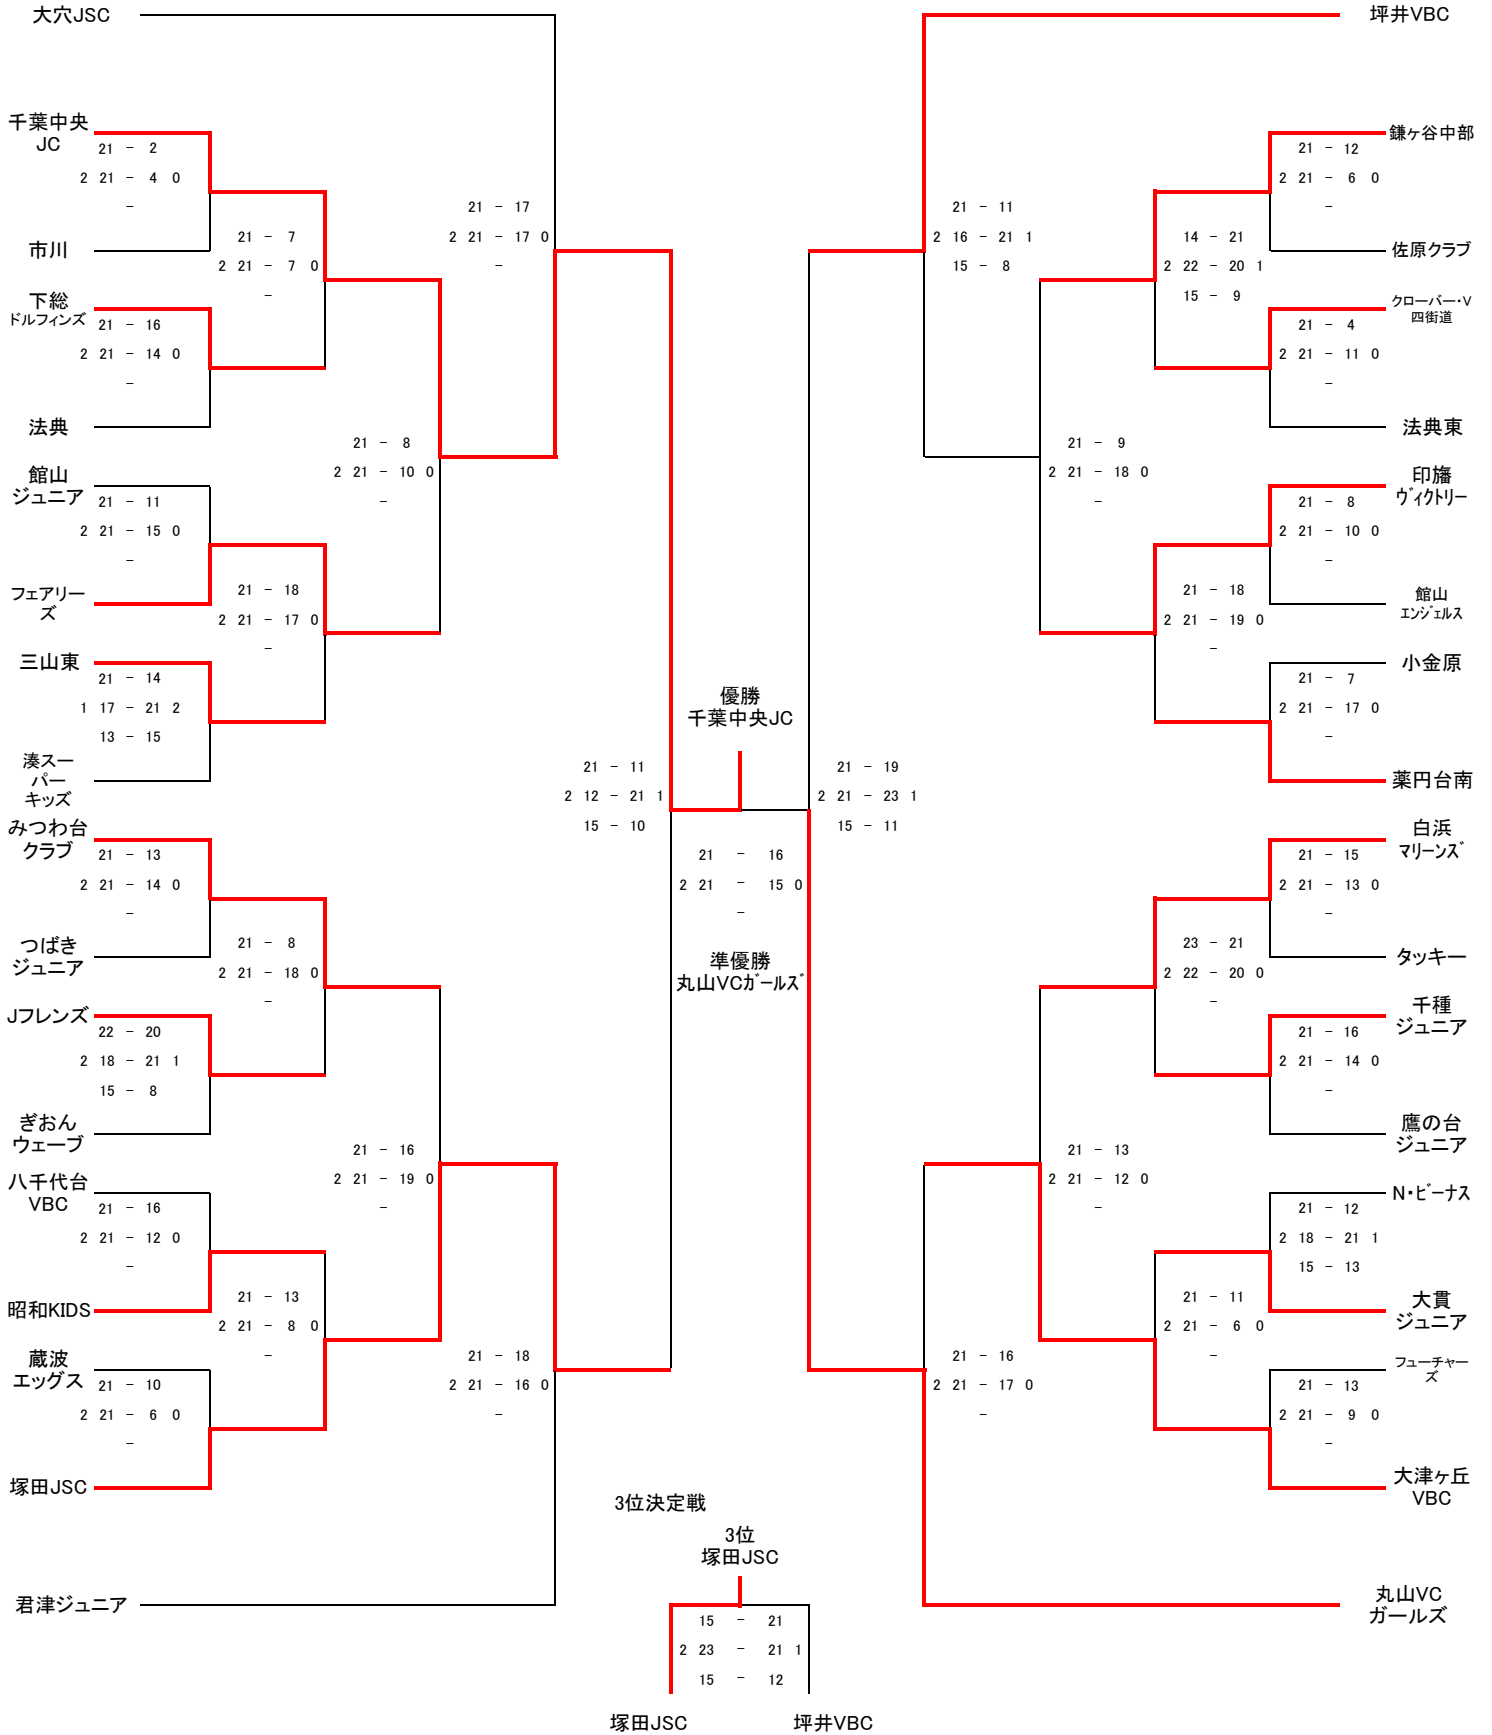 大穴JSC
千葉中央
JC
21 - 2
2 21 - 4 0
-
市川
21 - 7
2 21 - 7 0
-
下総
ドルフィンズ
21 - 16
2 21 - 14 0
-
法典
21 - 17
2 21 - 17 0
-
21 - 8
2 21 - 10 0
-
館山
ジュニア
21 - 11
2 21 - 15 0
-
フェアリー
ズ
21 - 18
2 21 - 17 0
-
三山東
21 - 14
1 17 - 21 2
13 - 15
湊スー
パー
キッズ
みつわ台
クラブ
21 - 13
2 21 - 14 0
-
つばき
ジュニア
21 - 8
2 21 - 18 0
-
Jフレンズ
22 - 20
2 18 - 21 1
15 - 8
ぎおん
ウェーブ
21 - 16
2 21 - 19 0
-
八千代台
VBC
21 - 16
2 21 - 12 0
-
昭和KIDS
21 - 13
2 21 - 8 0
-
蔵波
エッグス
21 - 10
2 21 - 6 0
-
塚田JSC
21 - 18
2 21 - 16 0
-
君津ジュニア
21 - 11
2 12 - 21 1
15 - 10
優勝
千葉中央JC
21 - 16
2 21 - 15 0
-
準優勝
丸山VCガールズ
21 - 19
2 21 - 23 1
15 - 11
3位決定戦
3位
塚田JSC
15 - 21
2 23 - 21 1
15 - 12
塚田JSC
坪井VBC
坪井VBC
21 - 11
2 16 - 21 1
15 - 8
鎌ヶ谷中部
21 - 12
2 21 - 6 0
-
佐原クラブ
14 - 21
2 22 - 20 1
15 - 9
クローバー・V
四街道
21 - 4
2 21 - 11 0
-
法典東
21 - 9
2 21 - 18 0
-
印旛
ヴィクトリー
21 - 8
2 21 - 10 0
-
館山
エンジェルス
21 - 18
2 21 - 19 0
-
小金原
21 - 7
2 21 - 17 0
-
薬円台南
白浜
マリーンズ
21 - 15
2 21 - 13 0
-
タッキー
23 - 21
2 22 - 20 0
-
千種
ジュニア
21 - 16
2 21 - 14 0
-
鷹の台
ジュニア
21 - 13
2 21 - 12 0
-
N・ビーナス
21 - 12
2 18 - 21 1
15 - 13
大貫
ジュニア
21 - 11
2 21 - 6 0
-
フューチャー
ズ
21 - 13
2 21 - 9 0
-
大津ヶ丘
VBC
21 - 16
2 21 - 17 0
-
丸山VC
ガールズ